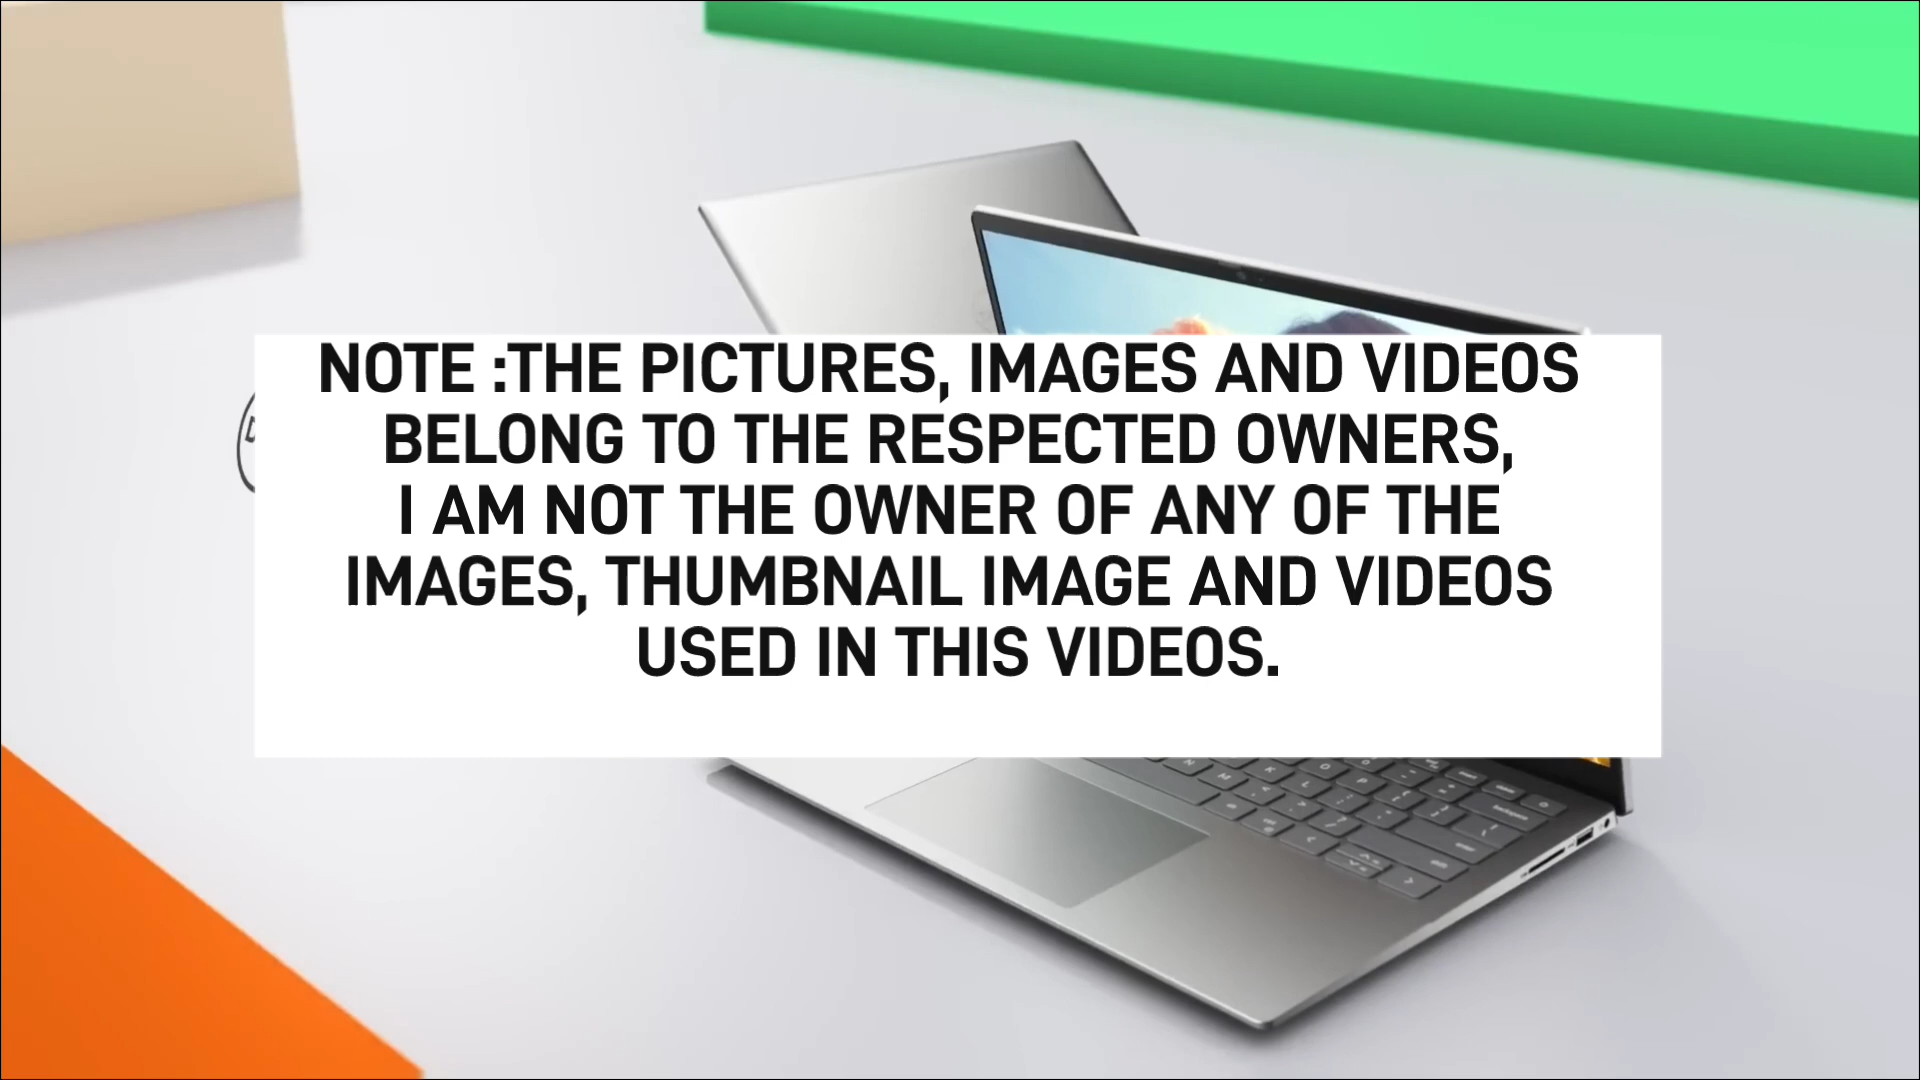 NOTE :THE PICTURES, IMAGES AND VIDEOS
BELONG TO THE RESPECTED OWNERS,
I AM NOT THE OWNER OF ANY OF THE
IMAGES, THUMBNAIL IMAGE AND VIDEOS
USED IN THIS VIDEOS.